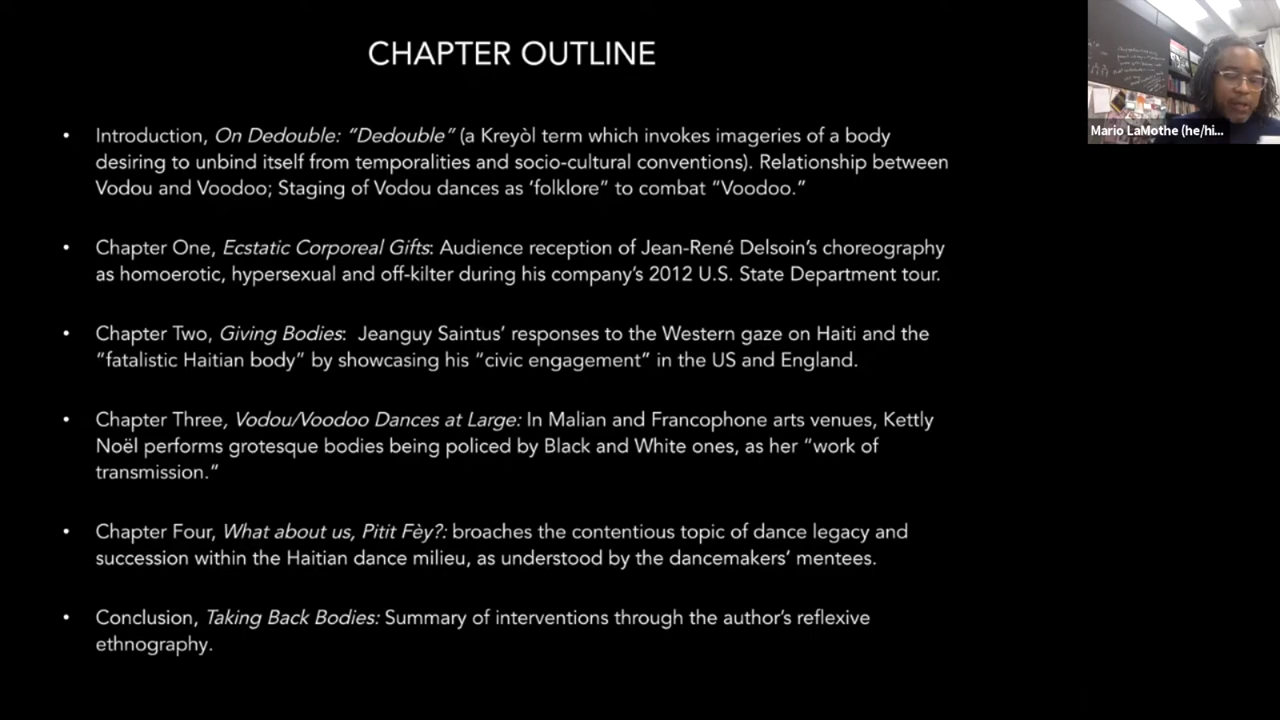 CHAPTER OUTLINE
• Introduction, On Dedouble: “Dedouble” (a Kreyòl term which invokes imageries of a body
desiring to unbind itself from temporalities and socio-cultural conventions). Relationship between
Vodou and Voodoo; Staging of Vodou dances as ‘folklore” to combat “Voodoo.”
• Chapter One, Ecstatic Corporeal Gifts: Audience reception of Jean-René Delsoin’s choreography
as homoerotic, hypersexual and off-kilter during his company’s 2012 U.S. State Department tour.
• Chapter Two, Giving Bodies: Jeanguy Saintus’ responses to the Western gaze on Haiti and the
“fatalistic Haitian body” by showcasing his “civic engagement” in the US and England.
• Chapter Three, Vodou/Voodoo Dances at Large: In Malian and Francophone arts venues, Kettly
Noël performs grotesque bodies being policed by Black and White ones, as her “work of
transmission.“
• Chapter Four, What about us, Pitit Fèy?: broaches the contentious topic of dance legacy and
succession within the Haitian dance milieu, as understood by the dancemakers’ mentees.
• Conclusion, Taking Back Bodies: Summary of interventions through the author’s reflexive
ethnography.
Mario LaMothe (he/hi...